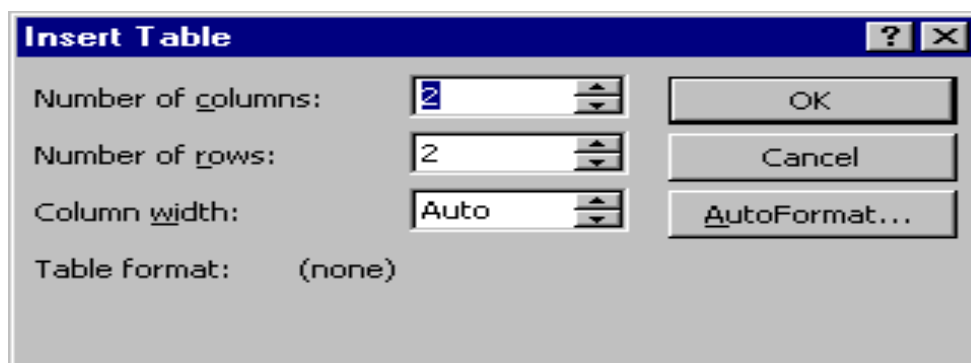 Insert Table ? X
Number of columns: 2 OK
Number of rows: 2 Cancel
Column width: Auto AutoFormat...
Table format: (none)